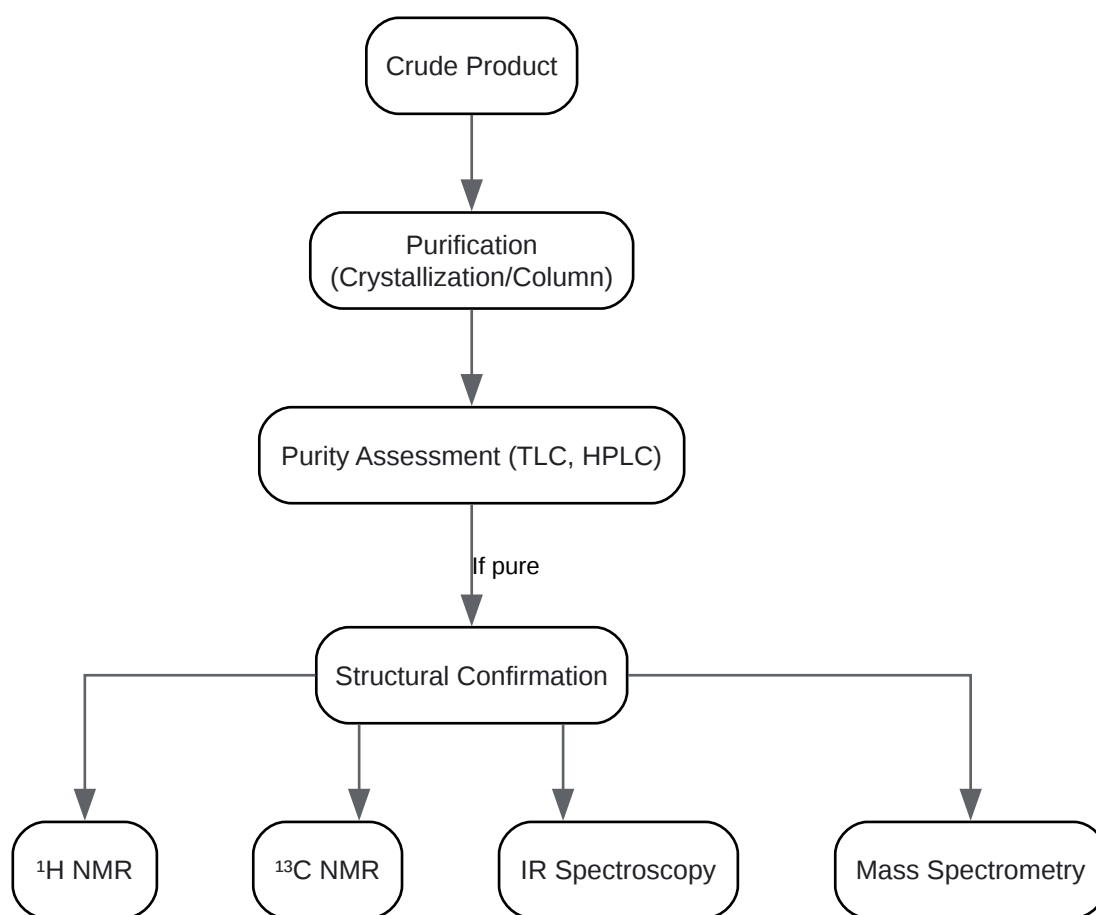 Crude Product
Purification
(Crystallization/Column)
Purity Assessment (TLC, HPLC)
If pure
Structural Confirmation
¹H NMR
¹³C NMR
IR Spectroscopy
Mass Spectrometry